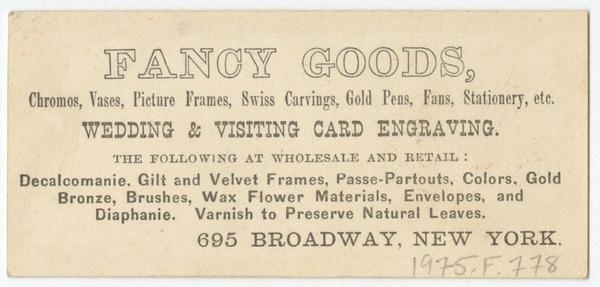 FANCY GOODS,
Chromos, Vases, Picture Frames, Swiss Carvings, Gold Pens, Fans, Stationery, etc.
WEDDING & VISITING CARD ENGRAVING.
THE FOLLOWING AT WHOLESALE AND RETAIL:
Decalcomanie, Gilt and Velvet Frames, Passe-Partouts, Colors, Gold
Bronze, Brushes, Wax Flower Materials, Envelopes, and
Diaphanie. Varnish to Preserve Natural Leaves.
695 BROADWAY, NEW YORK.
1975.F.778